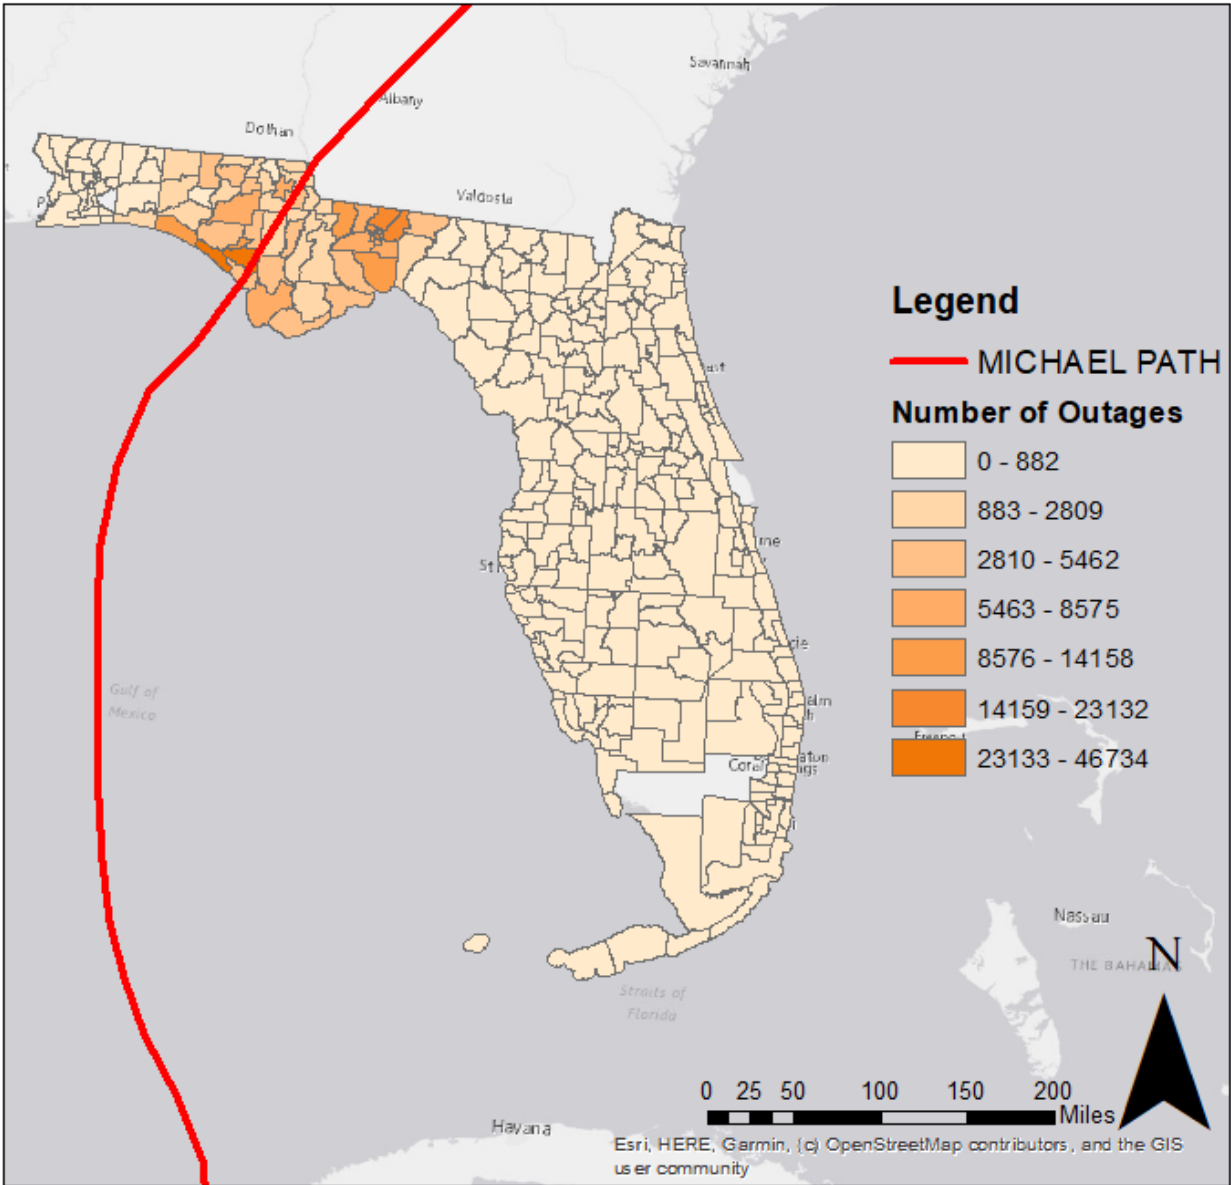 Savannah
Albany
Dothan
Valdosta
Legend
MICHAEL PATH
Number of Outages
0 - 882
883 - 2809
2810 - 5462
5463 - 8575
8576 - 14158
14159 - 23132
23133 - 46734
Gulf of
Mexico
Coral
Nassau
N
THE BAHAMAS
Straits of
Florida
0 25 50 100 150 200
Miles
Havana
Esri, HERE, Garmin, (c) OpenStreetMap contributors, and the GIS
user community